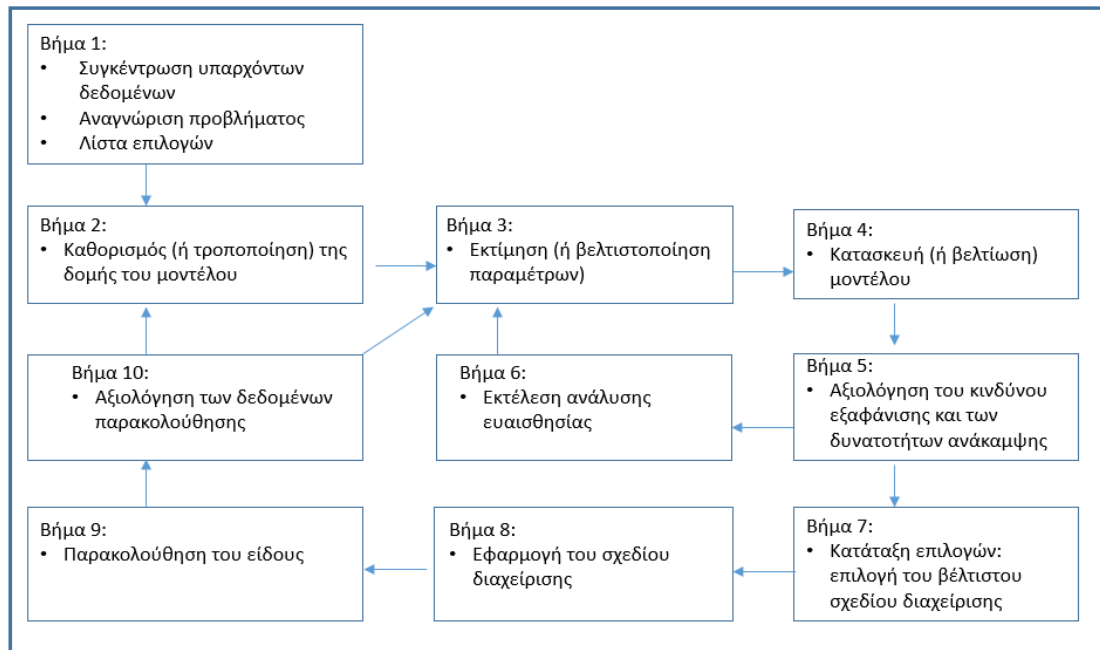 Βήμα 1:
• Συγκέντρωση υπαρχόντων
δεδομένων
• Αναγνώριση προβλήματος
• Λίστα επιλογών
Βήμα 2:
• Καθορισμός (ή τροποποίηση) της
δομής του μοντέλου
Βήμα 3:
• Εκτίμηση (ή βελτιστοποίηση
παραμέτρων)
Βήμα 4:
• Κατασκευή (ή βελτίωση)
μοντέλου
Βήμα 10:
• Αξιολόγηση των δεδομένων
παρακολούθησης
Βήμα 6:
• Εκτέλεση ανάλυσης
ευαισθησίας
Βήμα 5:
• Αξιολόγηση του κινδύνου
εξαφάνισης και των
δυνατοτήτων ανάκαμψης
Βήμα 9:
• Παρακολούθηση του είδους
Βήμα 8:
• Εφαρμογή του σχεδίου
διαχείρισης
Βήμα 7:
• Κατάταξη επιλογών:
επιλογή του βέλτιστου
σχεδίου διαχείρισης